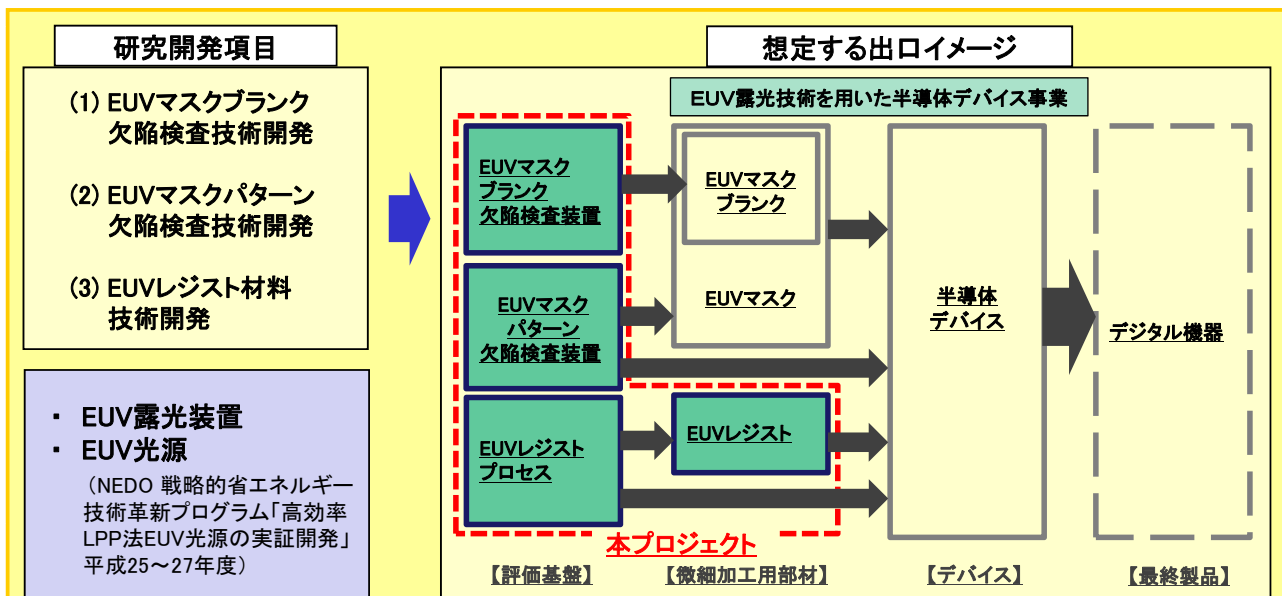 研究開発項目
(1) EUVマスクブランク
欠陥検査技術開発
(2) EUVマスクパターン
欠陥検査技術開発
(3) EUVレジスト材料
技術開発
・ EUV露光装置
・ EUV光源
（NEDO 戦略的省エネルギー
技術革新プログラム「高効率
LPP法EUV光源の実証開発」
平成25～27年度）
想定する出口イメージ
EUV露光技術を用いた半導体デバイス事業
EUVマスク
ブランク
欠陥検査装置
EUVマスク
ブランク
EUVマスク
EUVマスク
パターン
欠陥検査装置
EUVレジスト
プロセス
EUVレジスト
半導体
デバイス
デジタル機器
本プロジェクト
【評価基盤】
【微細加工用部材】
【デバイス】
【最終製品】